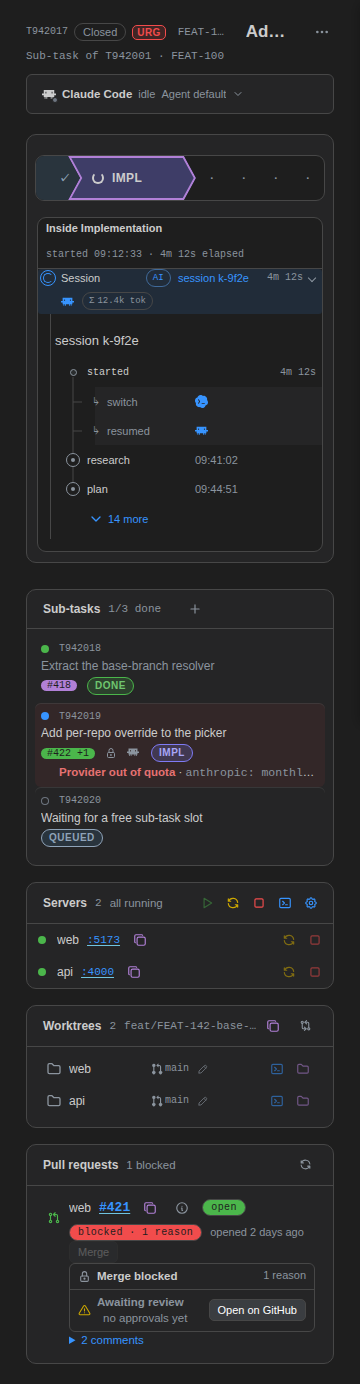 T942017 Closed URG FEAT-1… Ad… ···
Sub-task of T942001 · FEAT-100
Claude Code idle Agent default
✓ IMPL · · · ·
Inside Implementation
started 09:12:33 · 4m 12s elapsed
Session AI session k-9f2e 4m 12s
Σ 12.4k tok
session k-9f2e
started 4m 12s
↳ switch
↳ resumed
research 09:41:02
plan 09:44:51
14 more
Sub-tasks 1/3 done +
T942018
Extract the base-branch resolver
#418 DONE
T942019
Add per-repo override to the picker
#422 +1 IMPL
Provider out of quota · anthropic: monthl…
T942020
Waiting for a free sub-task slot
QUEUED
Servers 2 all running
web :5173
api :4000
Worktrees 2 feat/FEAT-142-base-…
web main
api main
Pull requests 1 blocked
web #421 open
blocked · 1 reason opened 2 days ago
Merge
Merge blocked 1 reason
Awaiting review
no approvals yet
Open on GitHub
▶ 2 comments